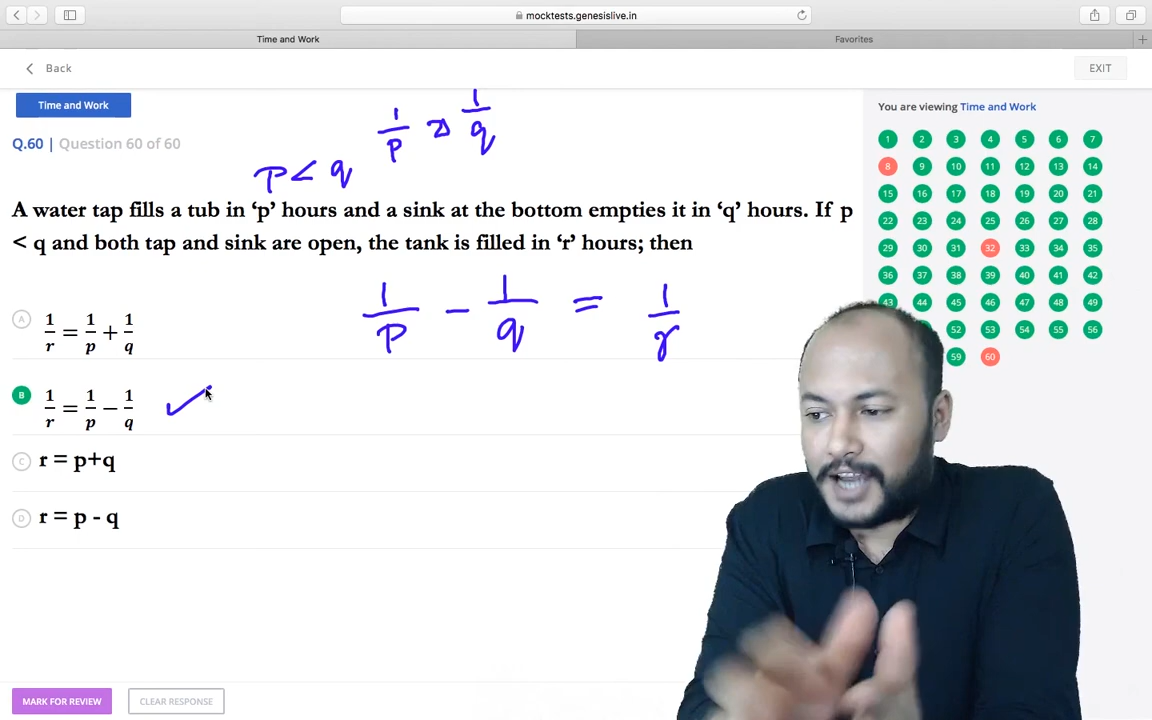 mocktests.genesislive.in
Time and Work
Favorites
Back
EXIT
Time and Work
You are viewing Time and Work
Q.60 | Question 60 of 60
1/p > 1/q
p < q
A water tap fills a tub in ‘p’ hours and a sink at the bottom empties it in ‘q’ hours. If p
< q and both tap and sink are open, the tank is filled in ‘r’ hours; then
1/p - 1/q = 1/r
A 1/r = 1/p + 1/q
B 1/r = 1/p − 1/q
C r = p+q
D r = p - q
1 2 3 4 5 6 7
8 9 10 11 12 13 14
15 16 17 18 19 20 21
22 23 24 25 26 27 28
29 30 31 32 33 34 35
36 37 38 39 40 41 42
43 44 45 46 47 48 49
52 53 54 55 56
59 60
MARK FOR REVIEW
CLEAR RESPONSE